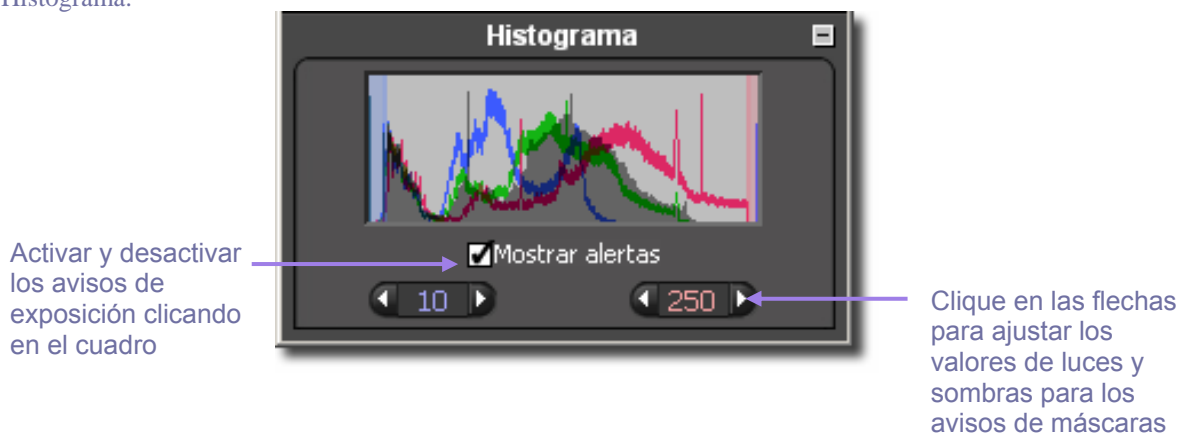 Histograma.
Histograma
Mostrar alertas
10
250
Activar y desactivar
los avisos de
exposición clicando
en el cuadro
Clique en las flechas
para ajustar los
valores de luces y
sombras para los
avisos de máscaras